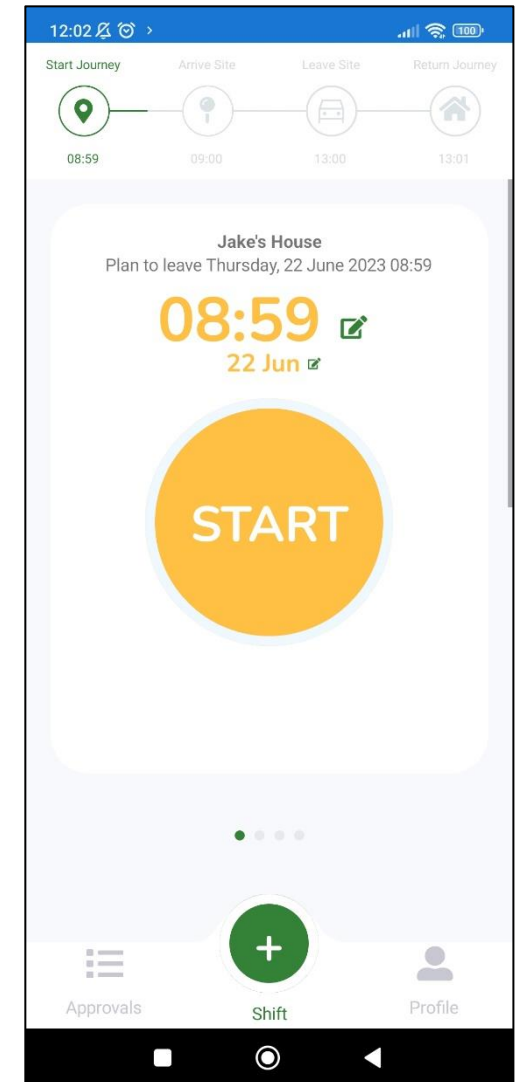 12:02
100
Start Journey Arrive Site Leave Site Return Journey
08:59 09:00 13:00 13:01
Jake's House
Plan to leave Thursday, 22 June 2023 08:59
08:59
22 Jun
START
Approvals Shift Profile